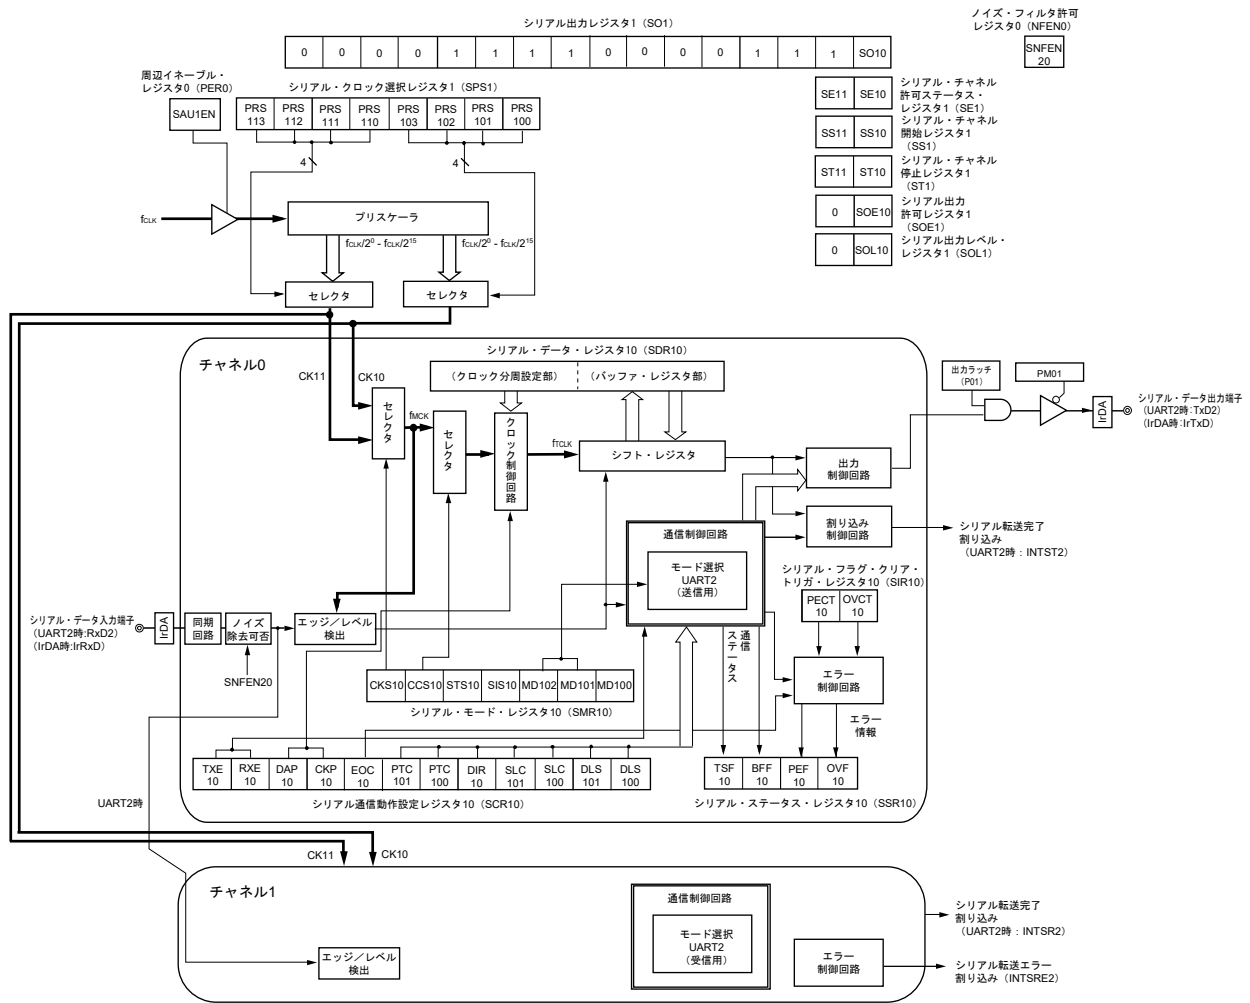 シリアル出力レジスタ1(SO1)
0 0 0 0 1 1 1 1 0 0 0 0 1 1 1 SO10
ノイズ・フィルタ許可
レジスタ0(NFEN0)
SNFEN
20
周辺イネーブル・
レジスタ0(PER0)
SAU1EN
シリアル・クロック選択レジスタ1(SPS1)
PRS PRS PRS PRS PRS PRS PRS PRS
113 112 111 110 103 102 101 100
4 4
SE11 SE10
シリアル・チャネル
許可ステータス・
レジスタ1(SE1)
SS11 SS10
シリアル・チャネル
開始レジスタ1
(SS1)
ST11 ST10
シリアル・チャネル
停止レジスタ1
(ST1)
0 SOE10
シリアル出力
許可レジスタ1
(SOE1)
0 SOL10
シリアル出力レベル・
レジスタ1(SOL1)
fCLK
プリスケーラ
fCLK/2⁰ - fCLK/2¹⁵ fCLK/2⁰ - fCLK/2¹⁵
セレクタ セレクタ
チャネル0
CK11 CK10
シリアル・データ・レジスタ10(SDR10)
(クロック分周設定部) (バッファ・レジスタ部)
セレクタ
fMCK
セレクタ
クロック制御回路
fTCLK
シフト・レジスタ
出力
制御回路
出力ラッチ
(P01)
PM01
IrDA
シリアル・データ出力端子
(UART2時:TxD2)
(IrDA時:IrTxD)
通信制御回路
モード選択
UART2
(送信用)
割り込み
制御回路
シリアル転送完了
割り込み
(UART2時:INTST2)
シリアル・フラグ・クリア・
トリガ・レジスタ10(SIR10)
PECT OVCT
10 10
シリアル・データ入力端子
(UART2時:RxD2)
(IrDA時:IrRxD)
IrDA
同期
回路
ノイズ
除去可否
SNFEN20
エッジ/レベル
検出
通信
ステータス
エラー
制御回路
エラー
情報
CKS10 CCS10 STS10 SIS10 MD102 MD101 MD100
シリアル・モード・レジスタ10(SMR10)
TXE RXE DAP CKP EOC PTC PTC DIR SLC SLC DLS DLS
10 10 10 10 10 101 100 10 101 100 101 100
シリアル通信動作設定レジスタ10(SCR10)
TSF BFF PEF OVF
10 10 10 10
シリアル・ステータス・レジスタ10(SSR10)
UART2時
CK11 CK10
チャネル1
エッジ/レベル
検出
通信制御回路
モード選択
UART2
(受信用)
エラー
制御回路
シリアル転送完了
割り込み
(UART2時:INTSR2)
シリアル転送エラー
割り込み(INTSRE2)